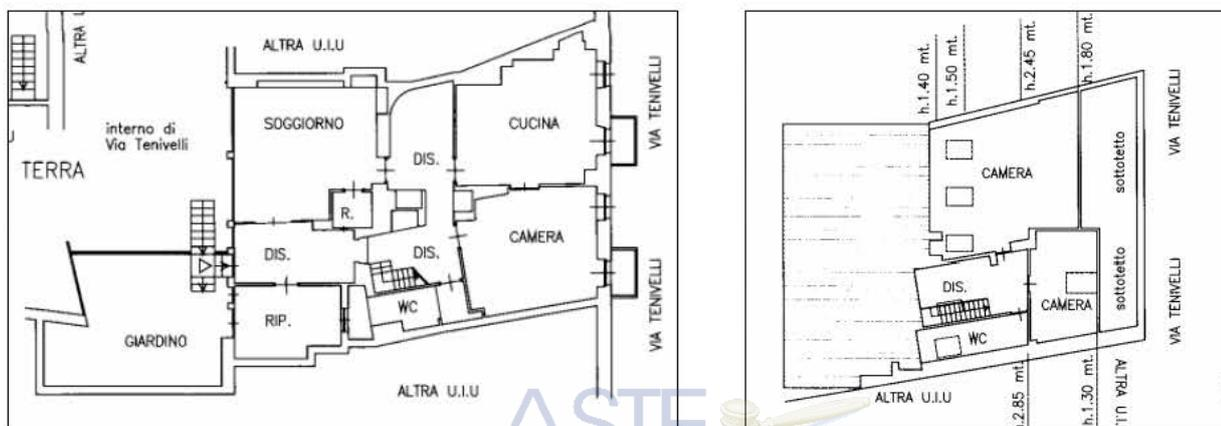 ALTRA U
ALTRA U.I.U
VIA TENIVELLI
SOGGIORNO
CUCINA
interno di
Via Tenivelli
TERRA
DIS.
R.
CAMERA
DIS.
DIS.
WC
RIP.
GIARDINO
VIA TENIVELLI
ALTRA U.I.U
h.1.40 mt.
h.1.50 mt.
h.2.45 mt.
h.1.80 mt.
VIA TENIVELLI
CAMERA
sottotetto
DIS.
CAMERA
sottotetto
VIA TENIVELLI
WC
ALTRA U.I.U
h.2.85 mt.
h.1.30 mt.
ALTRA U.I.
ASTE